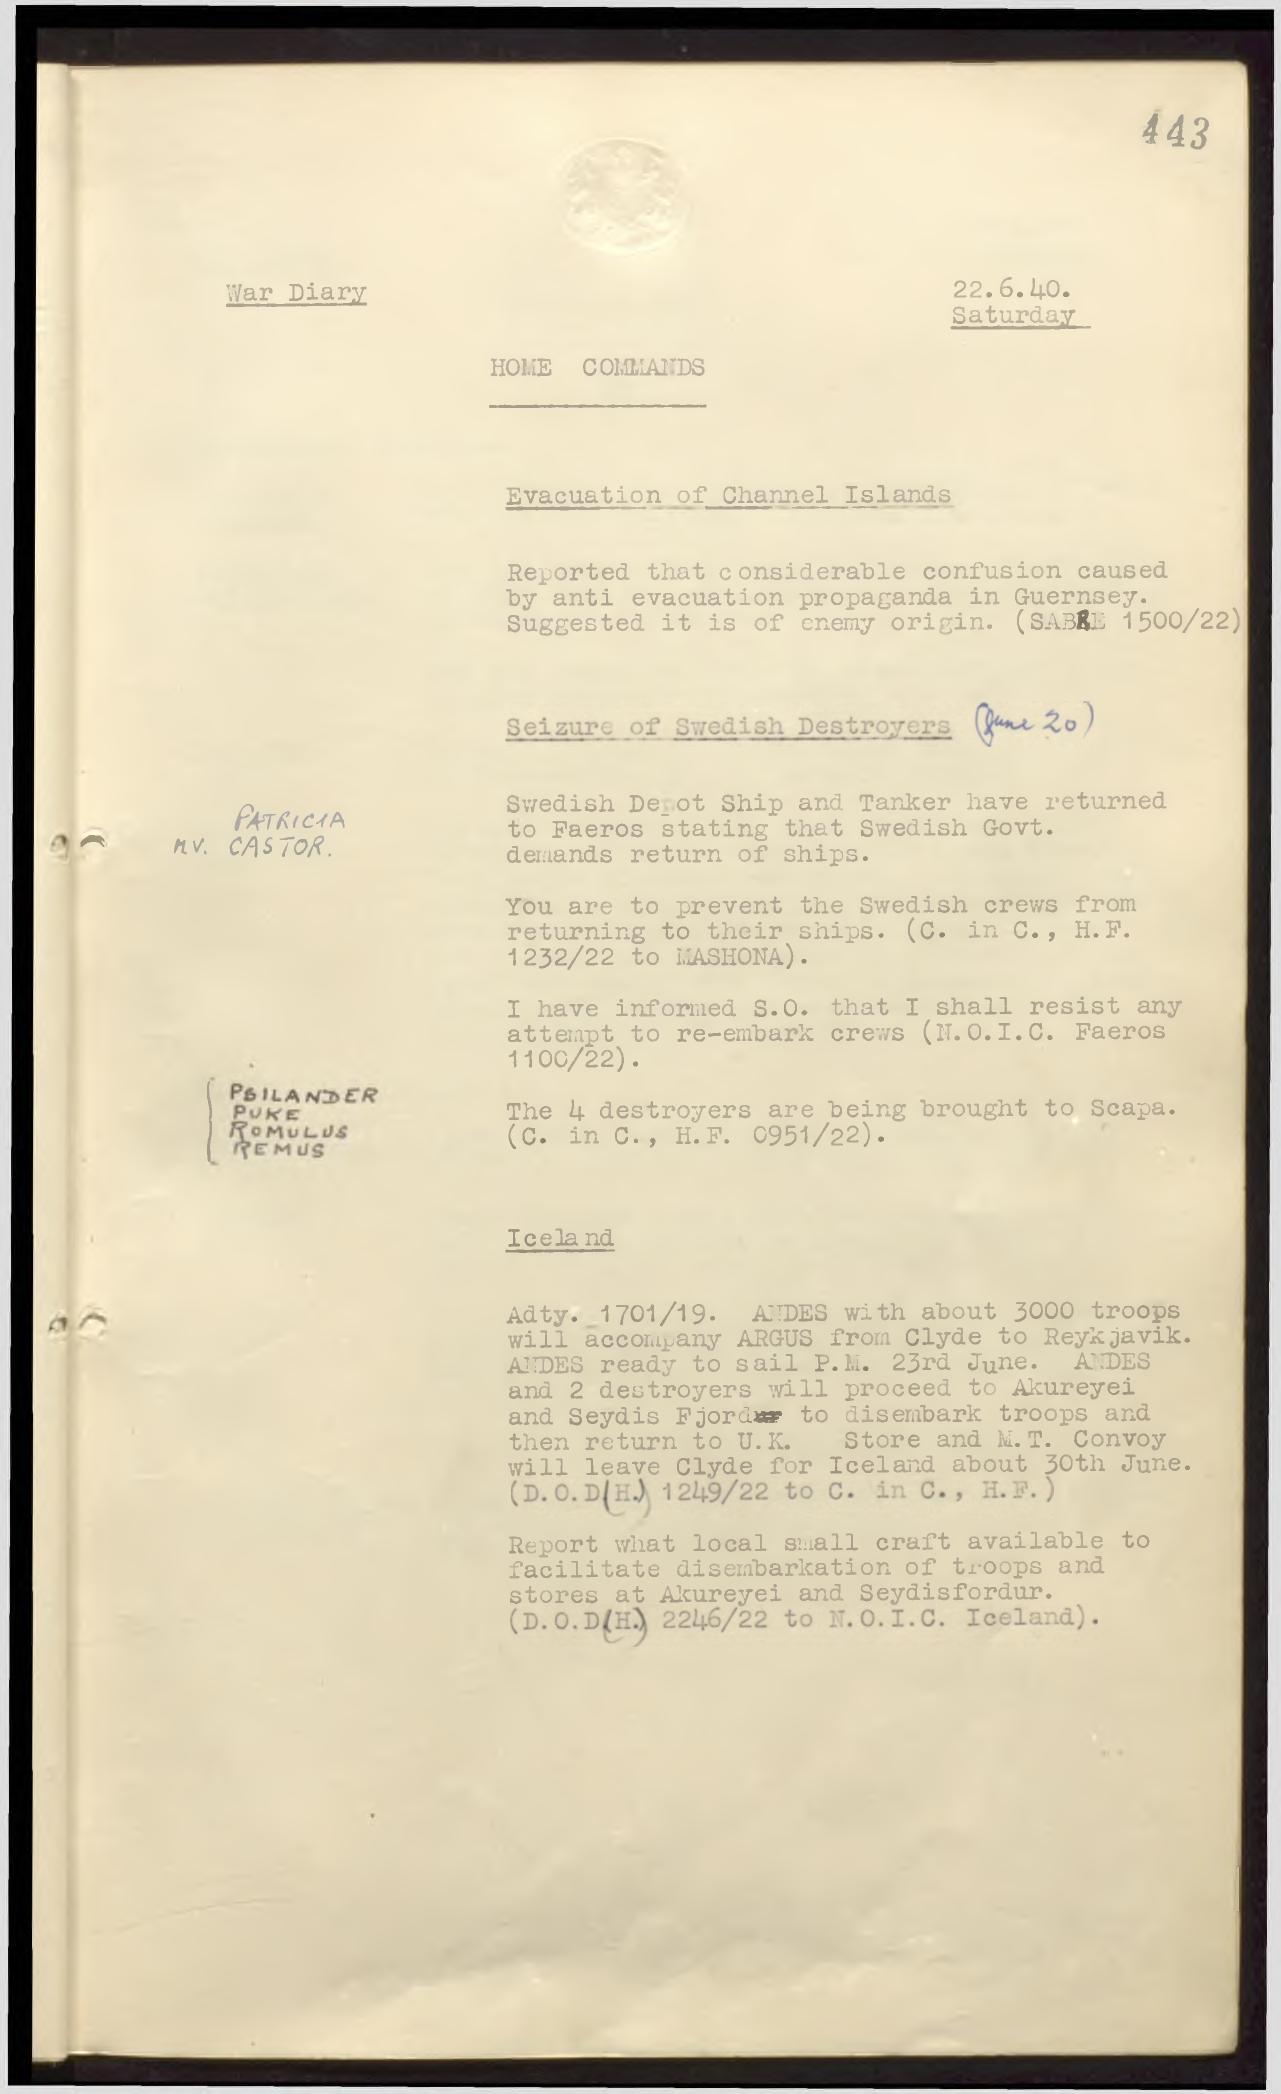 443
War Diary
22.6.40.
Saturday
HOME COMMANDS
Evacuation of Channel Islands
Reported that considerable confusion caused
by anti evacuation propaganda in Guernsey.
Suggested it is of enemy origin. (SABRE 1500/22)
Seizure of Swedish Destroyers (June 20)
PATRICIA
M.V. CASTOR.
Swedish Depot Ship and Tanker have returned
to Faeros stating that Swedish Govt.
demands return of ships.
You are to prevent the Swedish crews from
returning to their ships. (C. in C., H.F.
1232/22 to MASHONA).
I have informed S.O. that I shall resist any
attempt to re-embark crews (N.O.I.C. Faeros
1100/22).
PSILANDER
PUKE
ROMULUS
REMUS
The 4 destroyers are being brought to Scapa.
(C. in C., H.F. 0951/22).
Iceland
Adty. 1701/19. ANDES with about 3000 troops
will accompany ARGUS from Clyde to Reykjavik.
ANDES ready to sail P.M. 23rd June. ANDES
and 2 destroyers will proceed to Akureyei
and Seydis Fjord to disembark troops and
then return to U.K. Store and M.T. Convoy
will leave Clyde for Iceland about 30th June.
(D.O.D(H.) 1249/22 to C. in C., H.F.)
Report what local small craft available to
facilitate disembarkation of troops and
stores at Akureyei and Seydisfordur.
(D.O.D(H.) 2246/22 to N.O.I.C. Iceland).